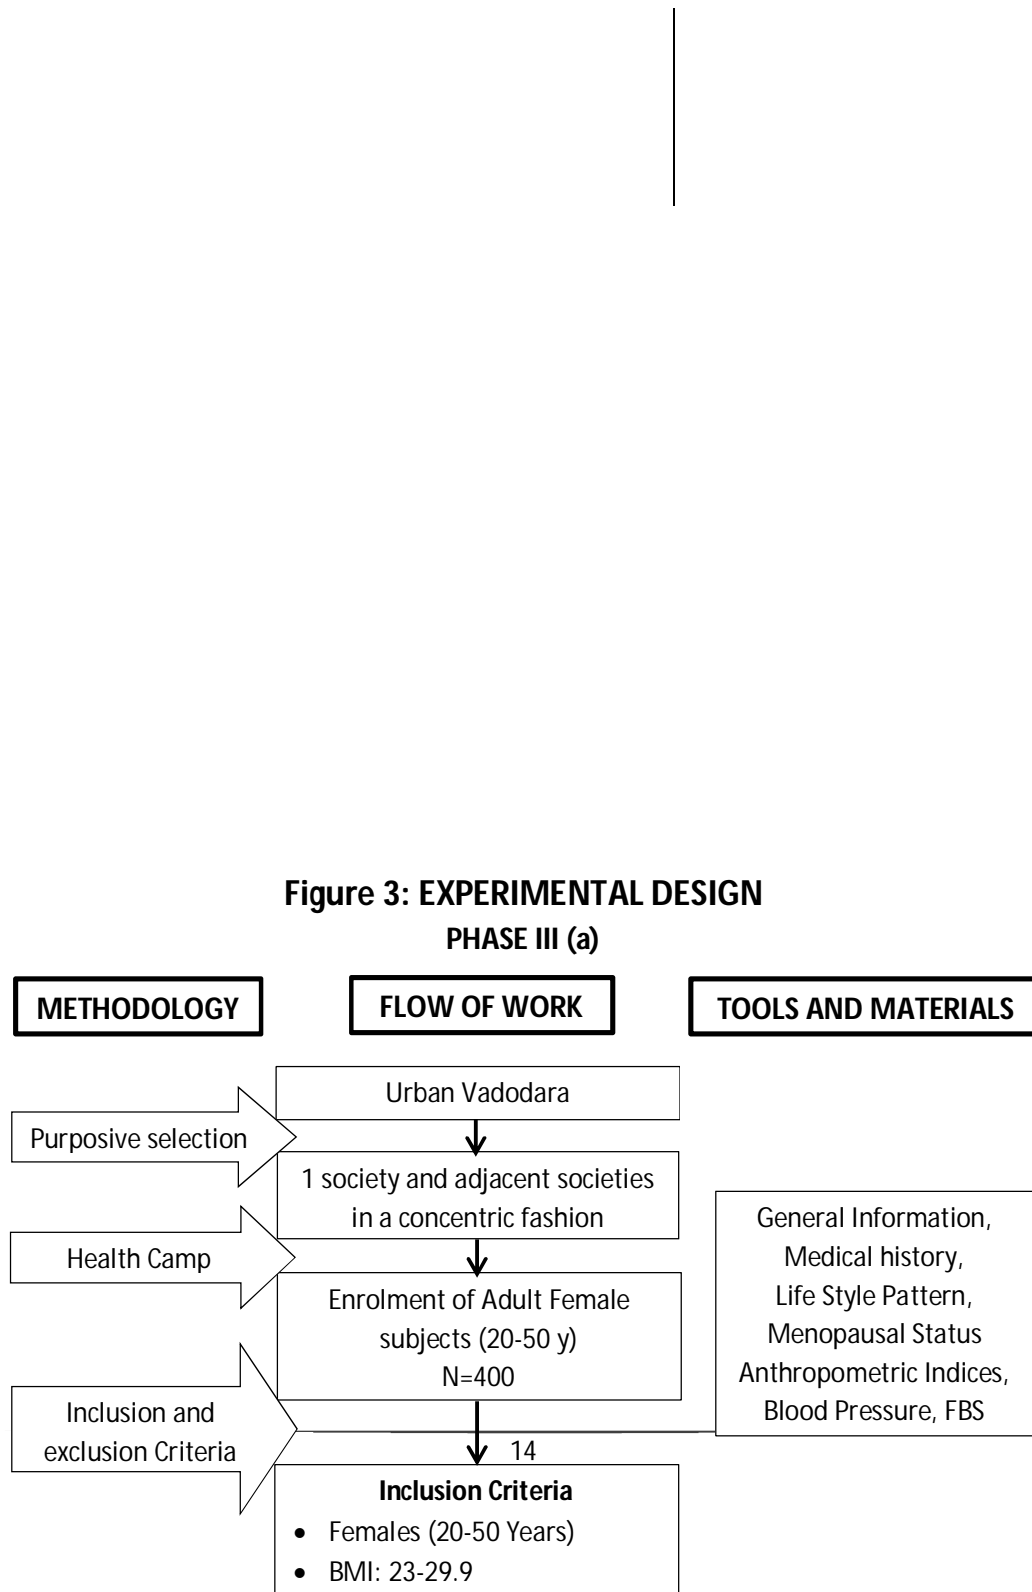 Figure 3: EXPERIMENTAL DESIGN
PHASE III (a)
METHODOLOGY
FLOW OF WORK
TOOLS AND MATERIALS
Urban Vadodara
Purposive selection
1 society and adjacent societies
in a concentric fashion
Health Camp
Enrolment of Adult Female
subjects (20-50 y)
N=400
General Information,
Medical history,
Life Style Pattern,
Menopausal Status
Anthropometric Indices,
Blood Pressure, FBS
Inclusion and
exclusion Criteria
14
Inclusion Criteria
• Females (20-50 Years)
• BMI: 23-29.9